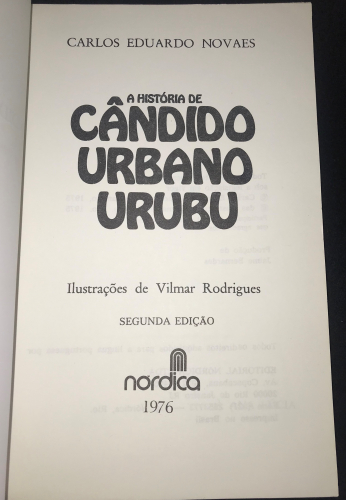 CARLOS EDUARDO NOVAES
A HISTÓRIA DE
CÂNDIDO
URBANO
URUBU
Ilustrações de Vilmar Rodrigues
SEGUNDA EDIÇÃO
nórdica
1976